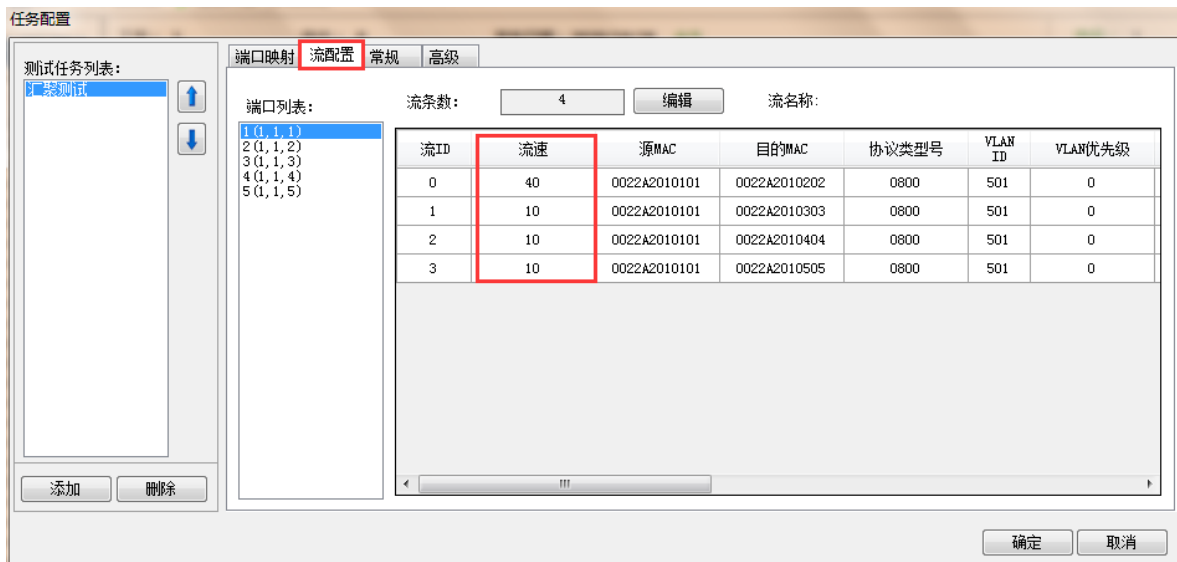 任务配置
测试任务列表：
汇聚测试
添加
删除
端口映射
流配置
常规
高级
端口列表：
1(1,1,1)
2(1,1,2)
3(1,1,3)
4(1,1,4)
5(1,1,5)
流条数： 4 编辑 流名称：
流ID 流速 源MAC 目的MAC 协议类型号 VLAN ID VLAN优先级
0 40 0022A2010101 0022A2010202 0800 501 0
1 10 0022A2010101 0022A2010303 0800 501 0
2 10 0022A2010101 0022A2010404 0800 501 0
3 10 0022A2010101 0022A2010505 0800 501 0
确定 取消